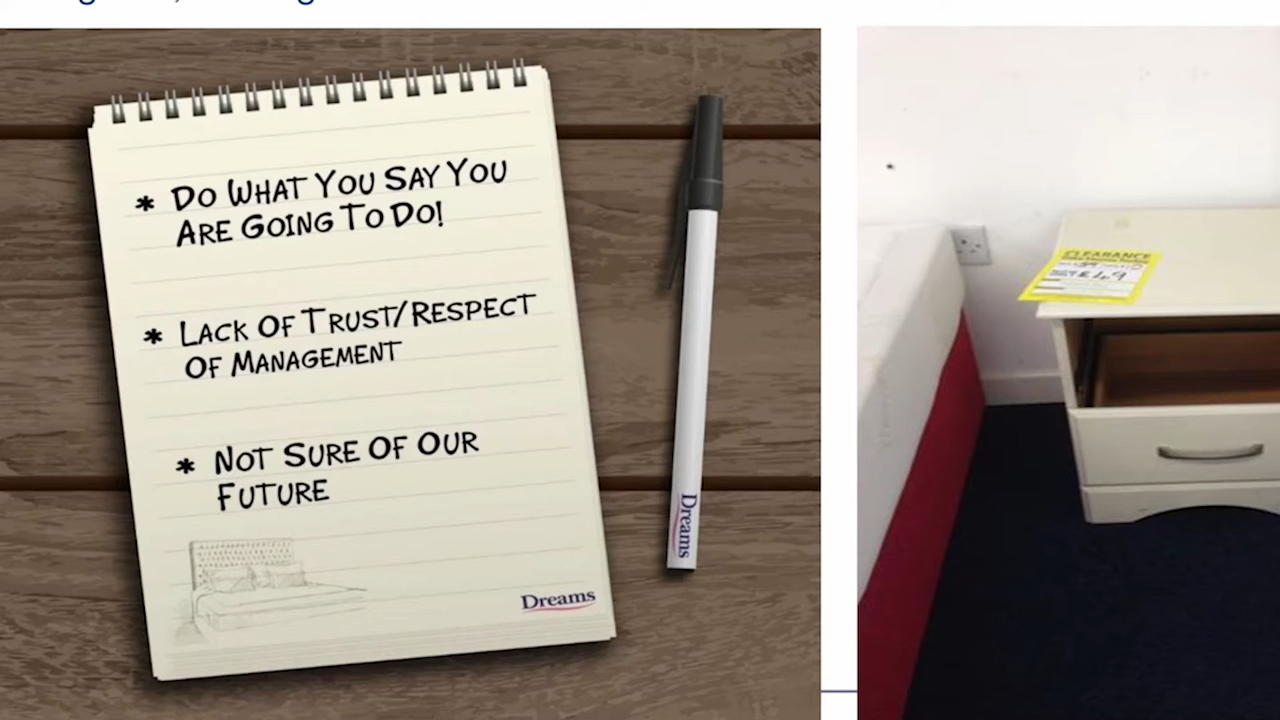 * DO WHAT YOU SAY YOU
ARE GOING TO DO!
* LACK OF TRUST/RESPECT
OF MANAGEMENT
* NOT SURE OF OUR
FUTURE
Dreams
Dreams
CLEARANCE